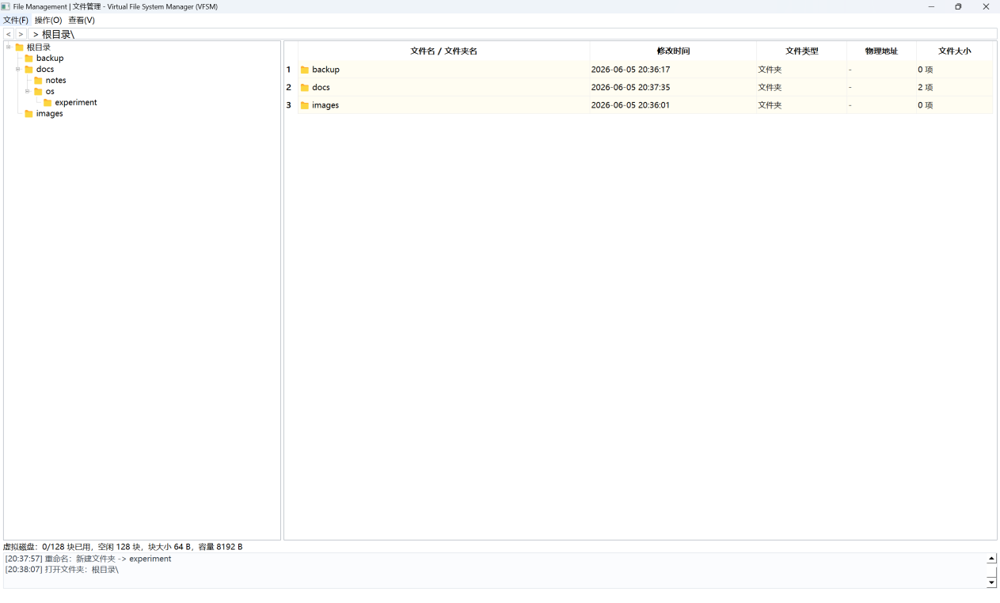 File Management | 文件管理 - Virtual File System Manager (VFSM)
文件(F) 操作(O) 查看(V)
< > > 根目录\
根目录
backup
docs
notes
os
experiment
images
文件名 / 文件夹名 修改时间 文件类型 物理地址 文件大小
1 backup 2026-06-05 20:36:17 文件夹 - 0 项
2 docs 2026-06-05 20:37:35 文件夹 - 2 项
3 images 2026-06-05 20:36:01 文件夹 - 0 项
虚拟磁盘：0/128 块已用，空闲 128 块，块大小 64 B，容量 8192 B
[20:37:57] 重命名：新建文件夹 -> experiment
[20:38:07] 打开文件夹：根目录\